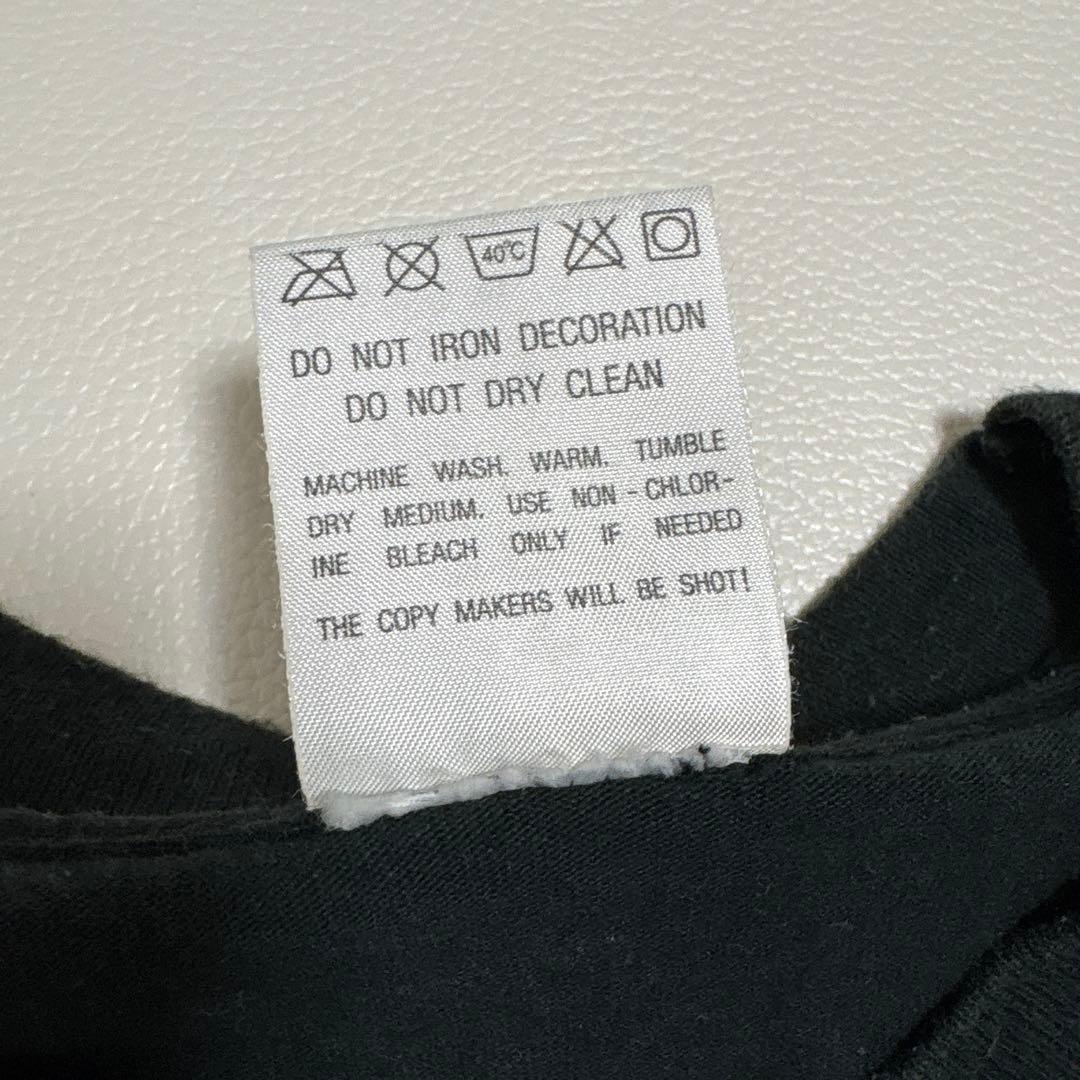 40°C
DO NOT IRON DECORATION
DO NOT DRY CLEAN
MACHINE WASH. WARM. TUMBLE
DRY MEDIUM. USE NON - CHLOR-
INE BLEACH ONLY IF NEEDED
THE COPY MAKERS WILL BE SHOT!